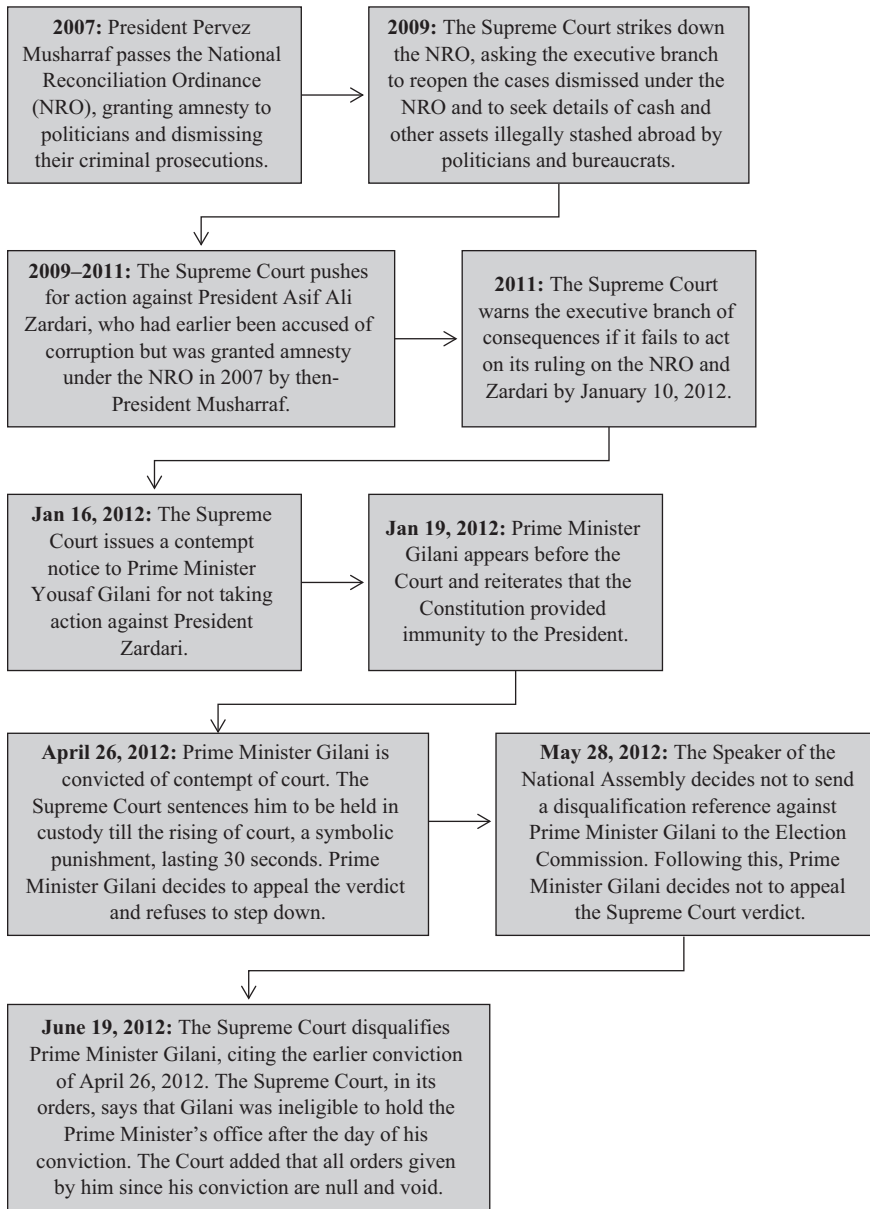 2007: President Pervez
Musharraf passes the National
Reconciliation Ordinance
(NRO), granting amnesty to
politicians and dismissing
their criminal prosecutions.
2009: The Supreme Court strikes down
the NRO, asking the executive branch
to reopen the cases dismissed under the
NRO and to seek details of cash and
other assets illegally stashed abroad by
politicians and bureaucrats.
2009–2011: The Supreme Court pushes
for action against President Asif Ali
Zardari, who had earlier been accused of
corruption but was granted amnesty
under the NRO in 2007 by then-
President Musharraf.
2011: The Supreme Court
warns the executive branch of
consequences if it fails to act
on its ruling on the NRO and
Zardari by January 10, 2012.
Jan 16, 2012: The Supreme
Court issues a contempt
notice to Prime Minister
Yousaf Gilani for not taking
action against President
Zardari.
Jan 19, 2012: Prime Minister
Gilani appears before the
Court and reiterates that the
Constitution provided
immunity to the President.
April 26, 2012: Prime Minister Gilani is
convicted of contempt of court. The
Supreme Court sentences him to be held in
custody till the rising of court, a symbolic
punishment, lasting 30 seconds. Prime
Minister Gilani decides to appeal the verdict
and refuses to step down.
May 28, 2012: The Speaker of the
National Assembly decides not to send
a disqualification reference against
Prime Minister Gilani to the Election
Commission. Following this, Prime
Minister Gilani decides not to appeal
the Supreme Court verdict.
June 19, 2012: The Supreme Court disqualifies
Prime Minister Gilani, citing the earlier conviction
of April 26, 2012. The Supreme Court, in its
orders, says that Gilani was ineligible to hold the
Prime Minister's office after the day of his
conviction. The Court added that all orders given
by him since his conviction are null and void.